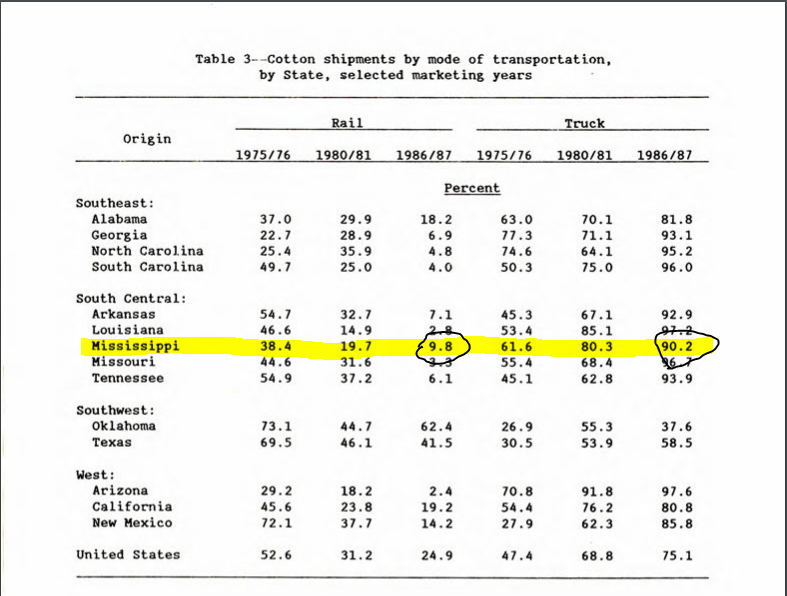 Table 3--Cotton shipments by mode of transportation,
by State, selected marketing years
Rail Truck
Origin
1975/76 1980/81 1986/87 1975/76 1980/81 1986/87
Percent
Southeast:
Alabama 37.0 29.9 18.2 63.0 70.1 81.8
Georgia 22.7 28.9 6.9 77.3 71.1 93.1
North Carolina 25.4 35.9 4.8 74.6 64.1 95.2
South Carolina 49.7 25.0 4.0 50.3 75.0 96.0
South Central:
Arkansas 54.7 32.7 7.1 45.3 67.1 92.9
Louisiana 46.6 14.9 2.8 53.4 85.1 97.2
Mississippi 38.4 19.7 9.8 61.6 80.3 90.2
Missouri 44.6 31.6 3.3 55.4 68.4 96.7
Tennessee 54.9 37.2 6.1 45.1 62.8 93.9
Southwest:
Oklahoma 73.1 44.7 62.4 26.9 55.3 37.6
Texas 69.5 46.1 41.5 30.5 53.9 58.5
West:
Arizona 29.2 18.2 2.4 70.8 91.8 97.6
California 45.6 23.8 19.2 54.4 76.2 80.8
New Mexico 72.1 37.7 14.2 27.9 62.3 85.8
United States 52.6 31.2 24.9 47.4 68.8 75.1